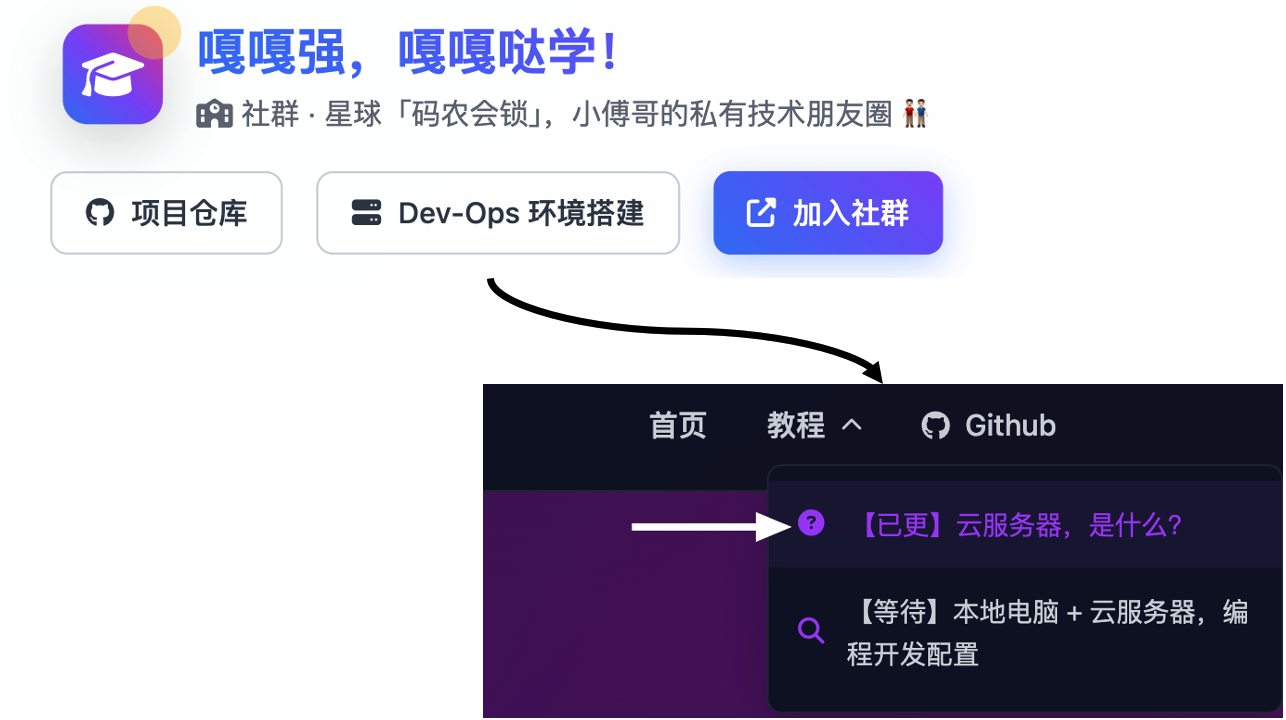 嘎嘎强，嘎嘎哒学！
社群 · 星球「码农会锁」，小傅哥的私有技术朋友圈
项目仓库
Dev-Ops 环境搭建
加入社群
首页
教程
Github
【已更】云服务器，是什么?
【等待】本地电脑 + 云服务器，编
程开发配置